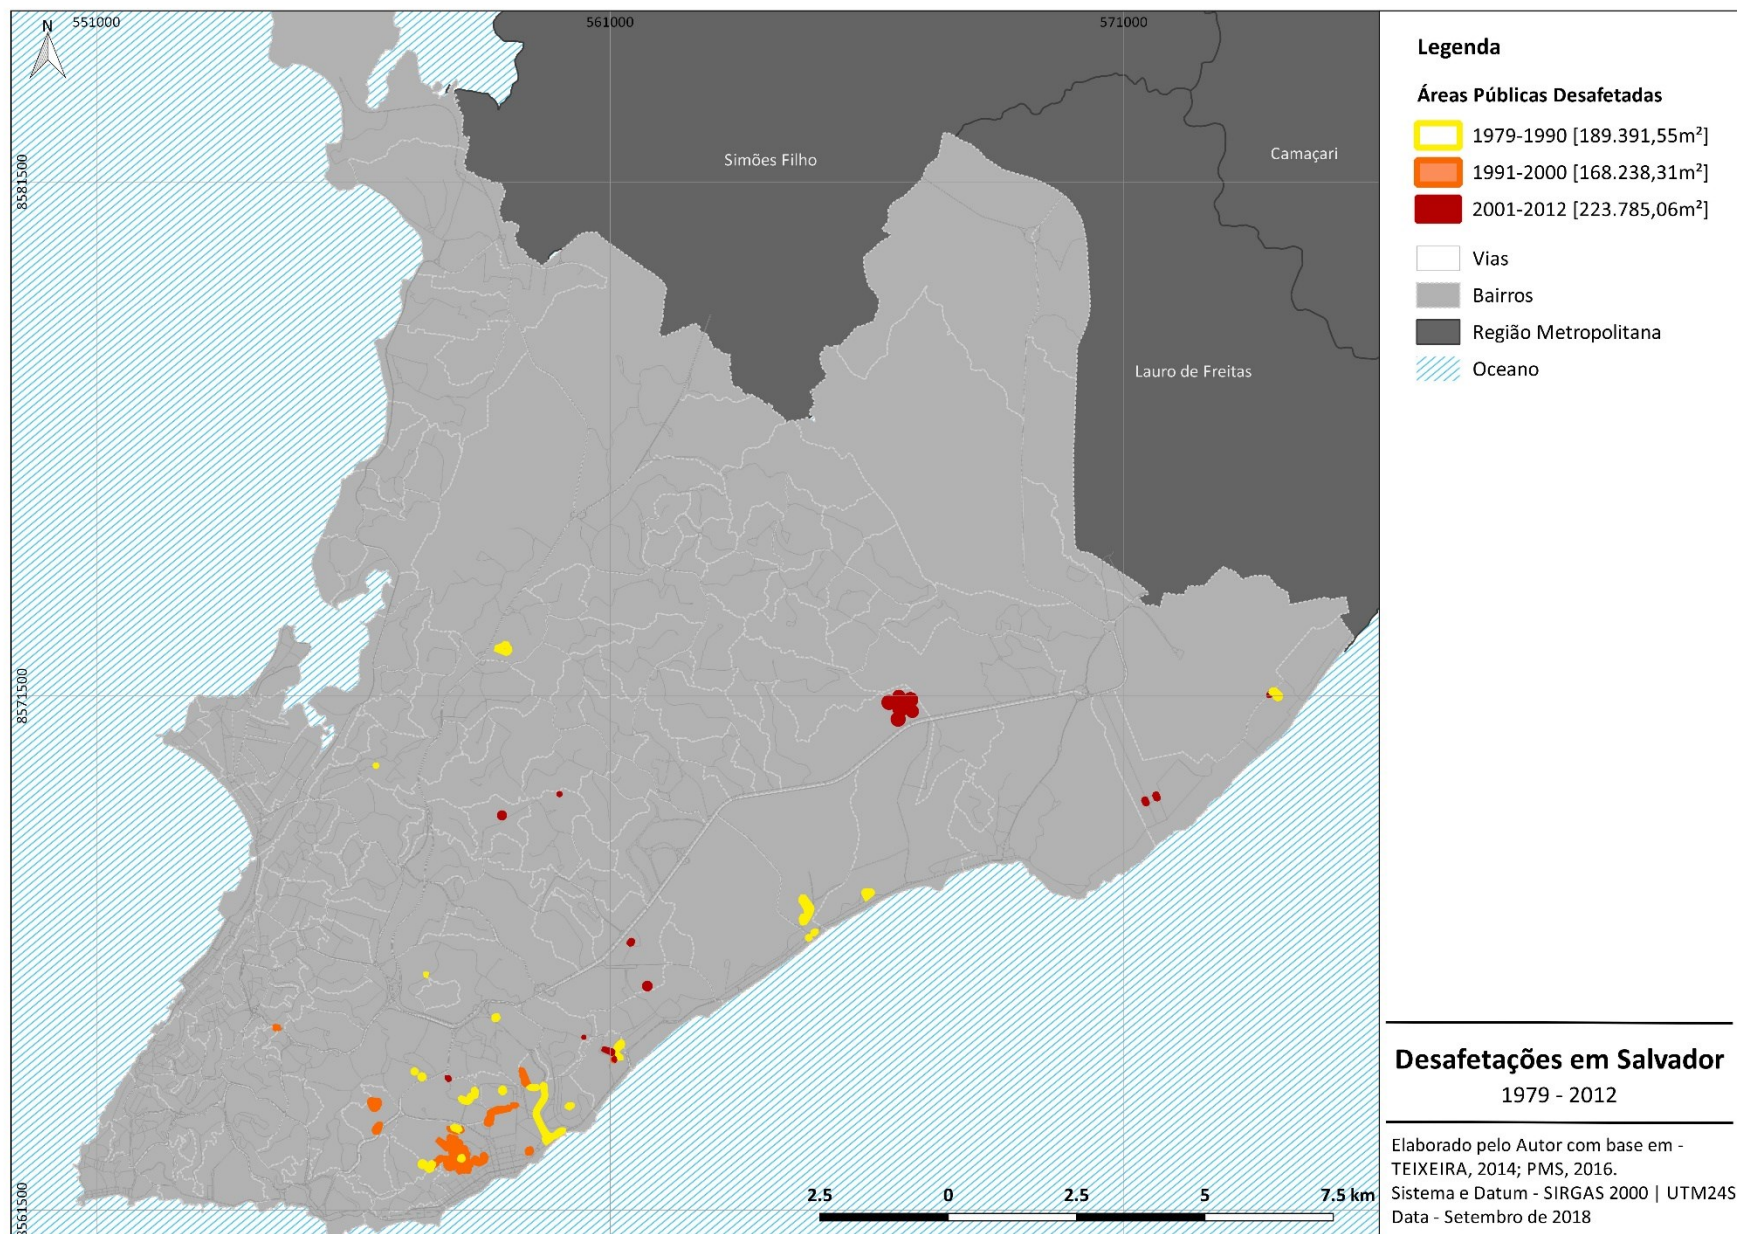 551000
561000
571000
N
8581500
8571500
8561500
Simões Filho
Camaçari
Lauro de Freitas
2.5 0 2.5 5 7.5 km
Legenda
Áreas Públicas Desafetadas
1979-1990 [189.391,55m²]
1991-2000 [168.238,31m²]
2001-2012 [223.785,06m²]
Vias
Bairros
Região Metropolitana
Oceano
Desafetações em Salvador
1979 - 2012
Elaborado pelo Autor com base em -
TEIXEIRA, 2014; PMS, 2016.
Sistema e Datum - SIRGAS 2000 | UTM24S
Data - Setembro de 2018